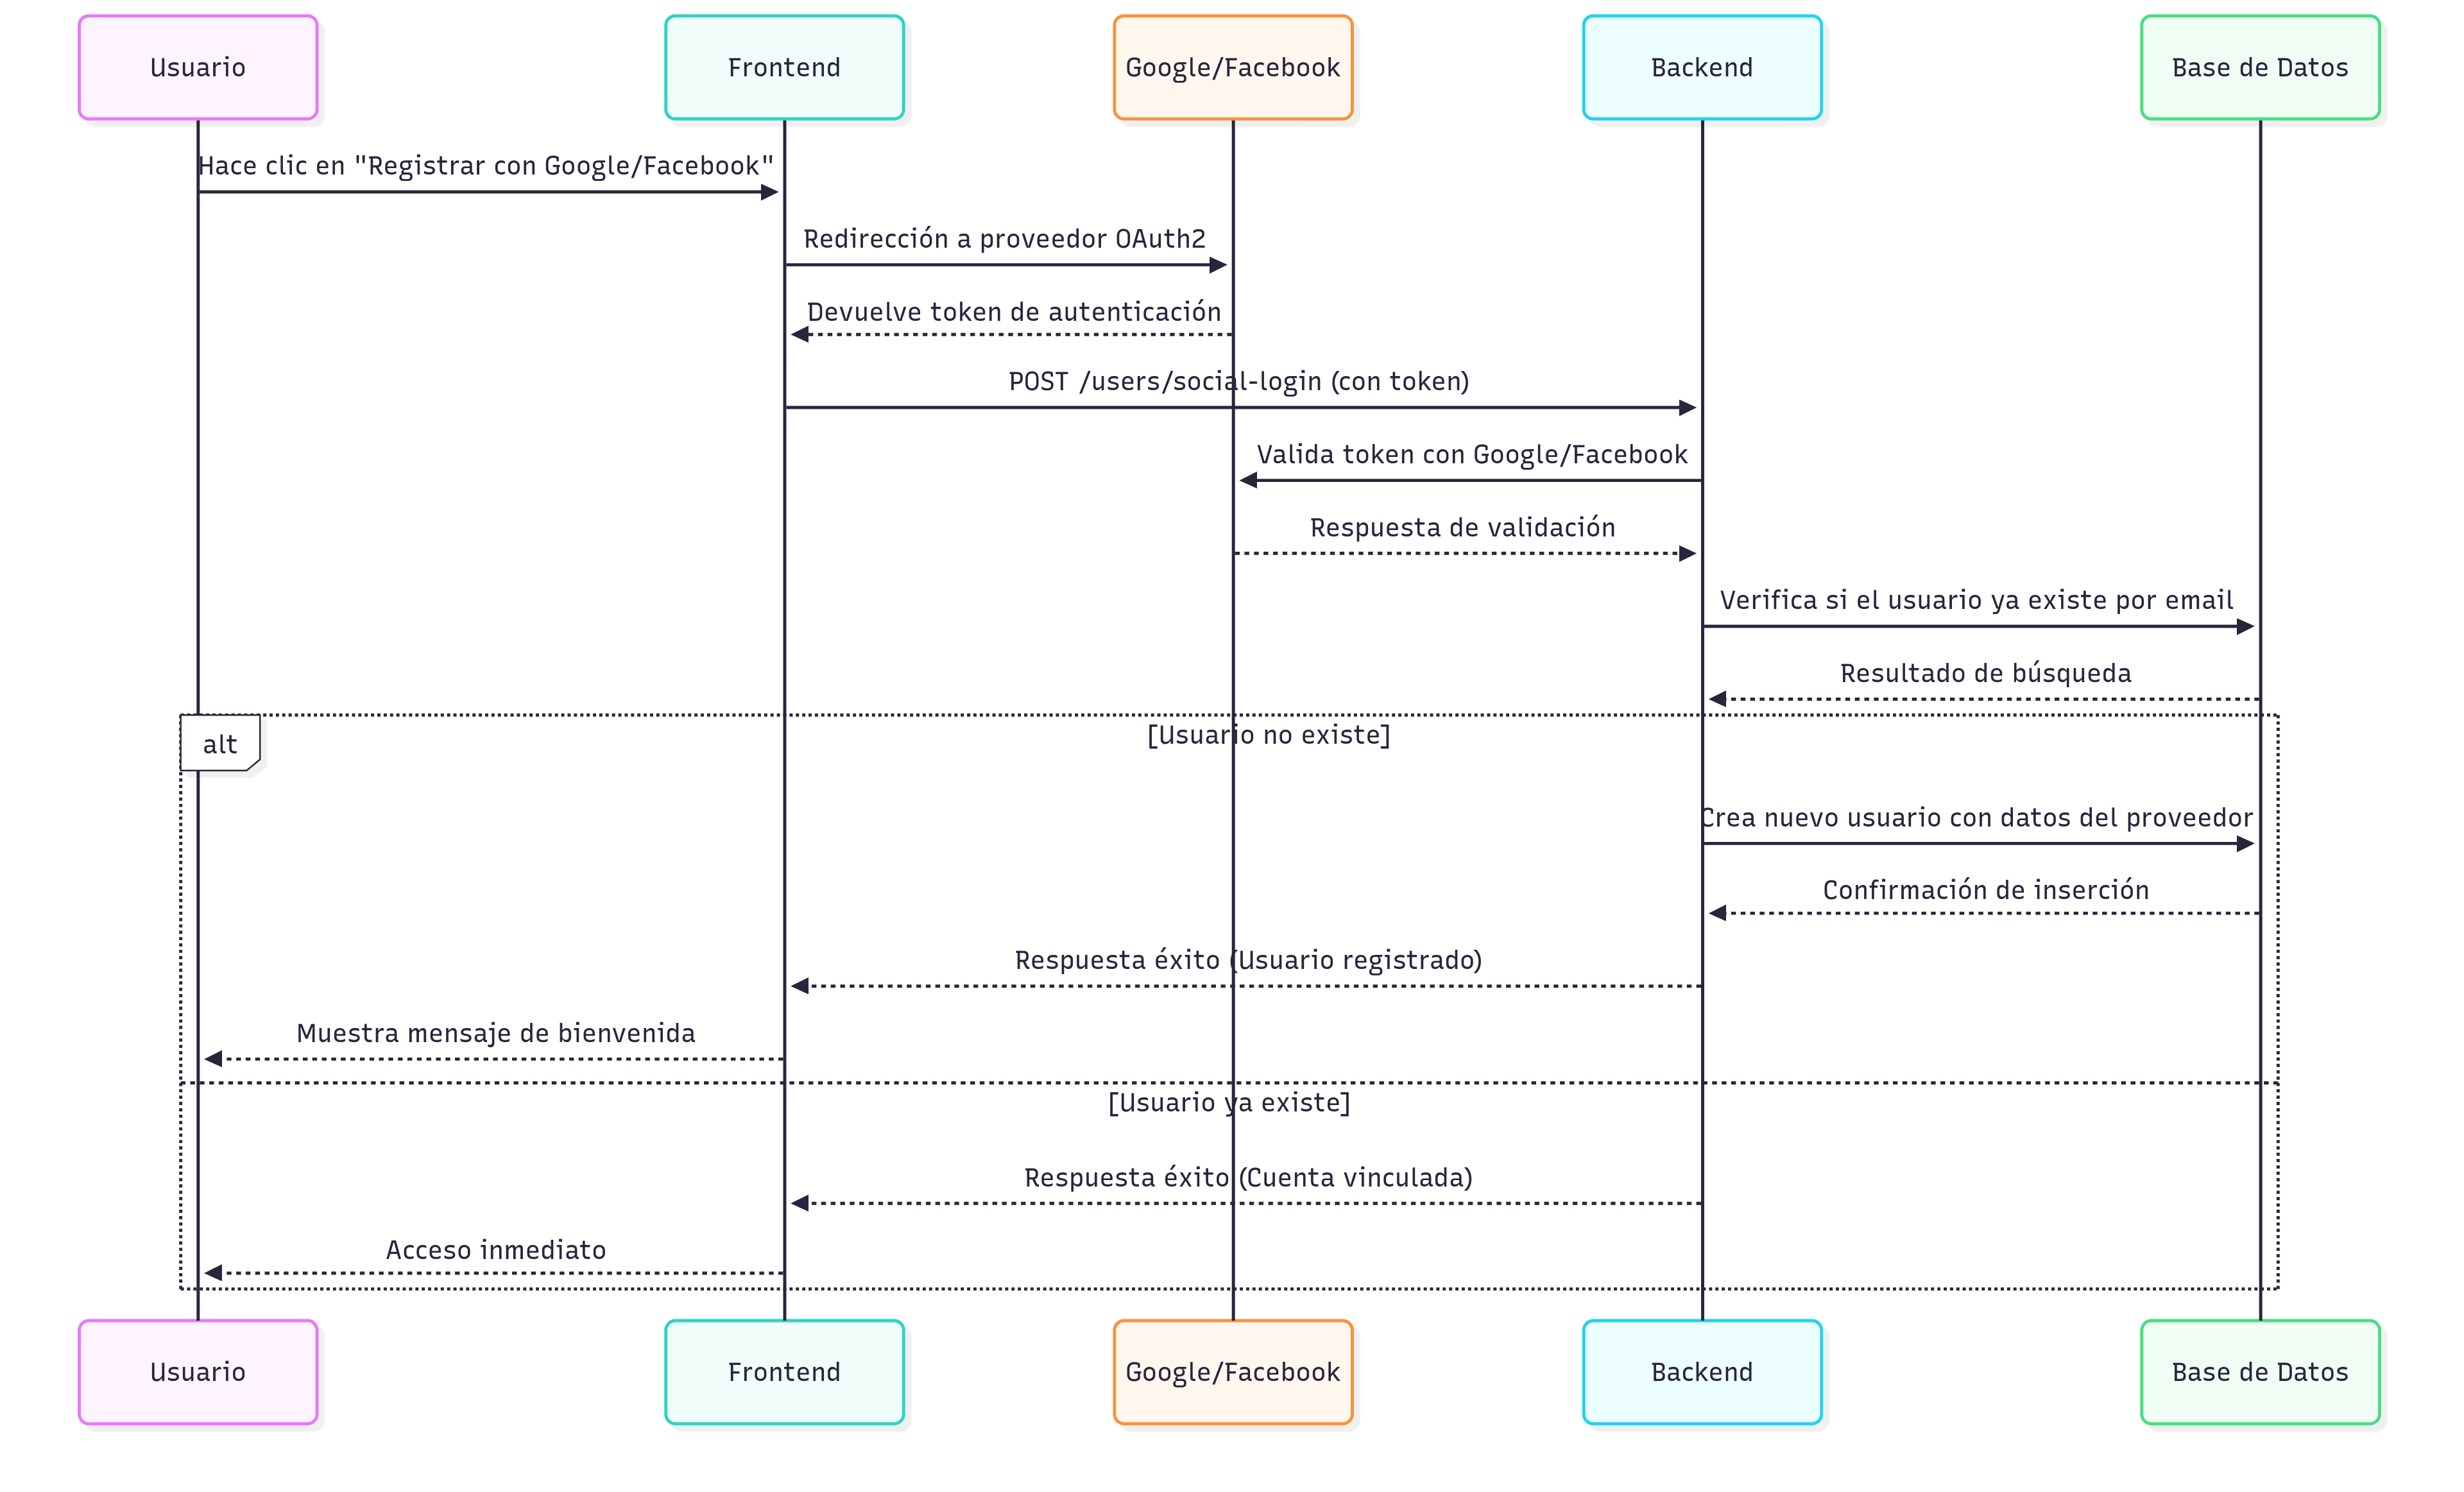 Usuario
Frontend
Google/Facebook
Backend
Base de Datos
Hace clic en "Registrar con Google/Facebook"
Redirección a proveedor OAuth2
Devuelve token de autenticación
POST /users/social-login (con token)
Valida token con Google/Facebook
Respuesta de validación
Verifica si el usuario ya existe por email
Resultado de búsqueda
alt
[Usuario no existe]
Crea nuevo usuario con datos del proveedor
Confirmación de inserción
Respuesta éxito (Usuario registrado)
Muestra mensaje de bienvenida
[Usuario ya existe]
Respuesta éxito (Cuenta vinculada)
Acceso inmediato
Usuario
Frontend
Google/Facebook
Backend
Base de Datos